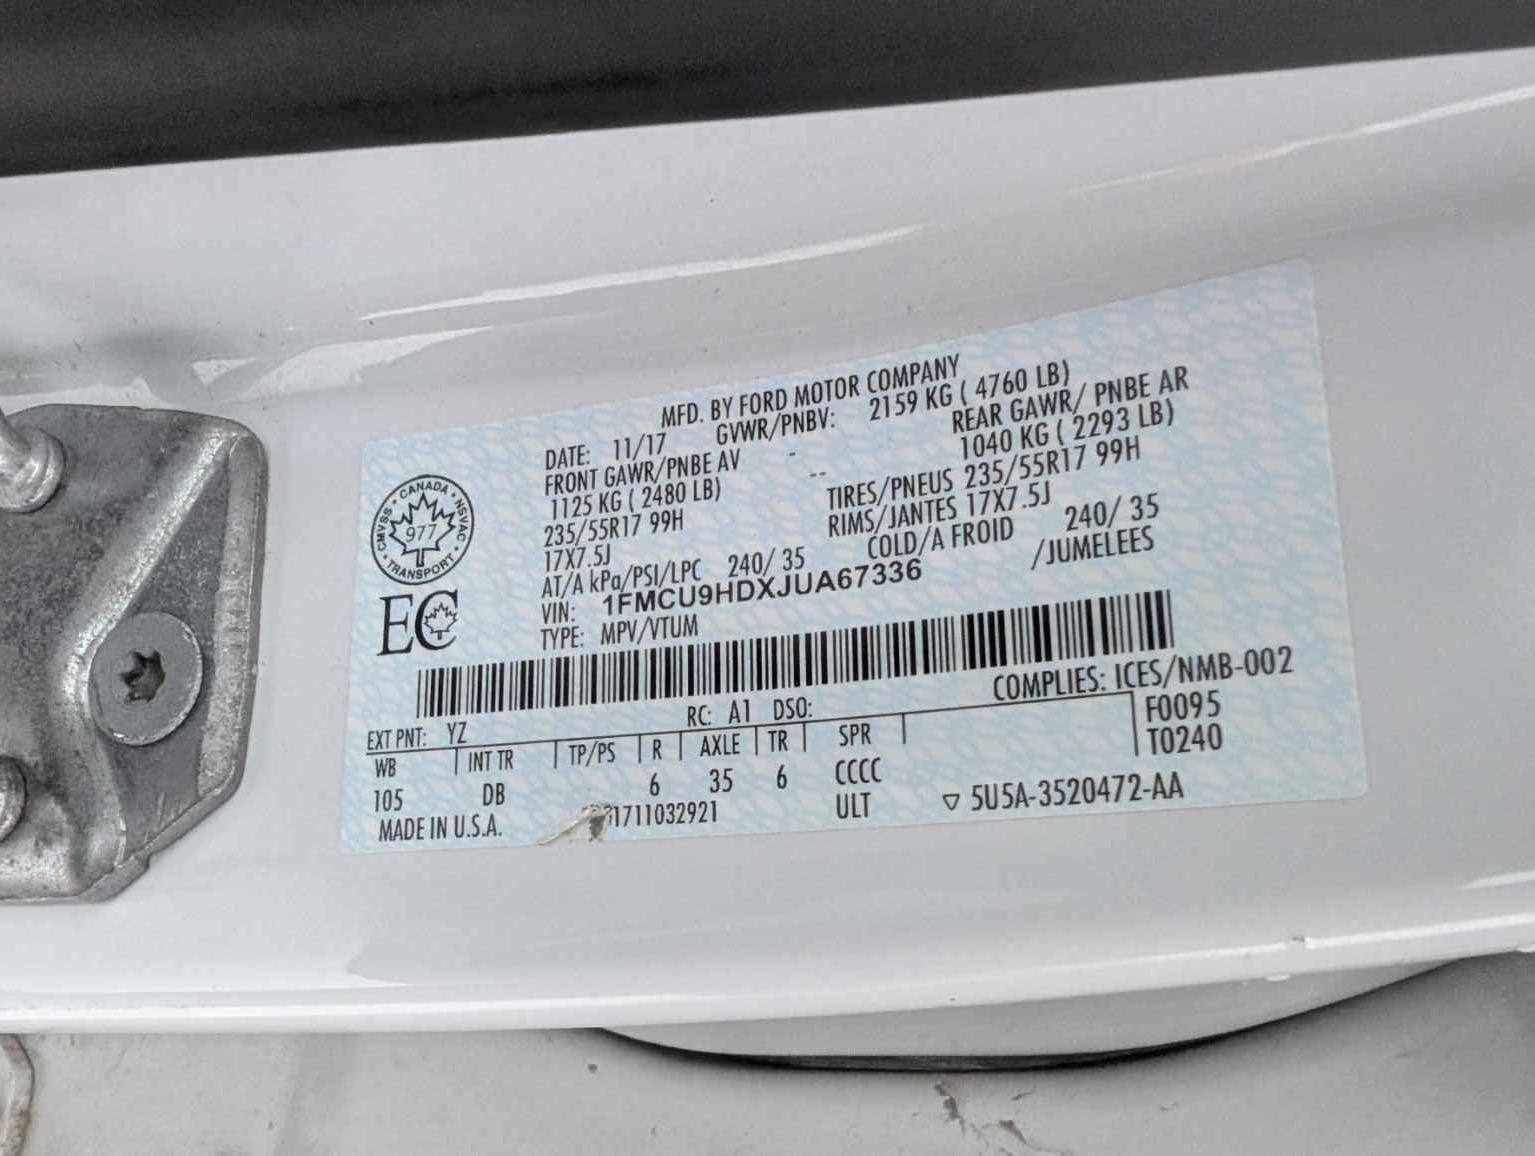 MFD. BY FORD MOTOR COMPANY
DATE: 11/17 GVWR/PNBV: 2159 KG ( 4760 LB)
FRONT GAWR/PNBE AV - REAR GAWR/ PNBE AR
1125 KG ( 2480 LB) -- 1040 KG ( 2293 LB)
235/55R17 99H TIRES/PNEUS 235/55R17 99H
17X7.5J RIMS/JANTES 17X7.5J
AT/A kPa/PSI/LPC 240/ 35 COLD/A FROID 240/ 35
VIN: 1FMCU9HDXJUA67336 /JUMELEES
TYPE: MPV/VTUM
CANADA • NSVAC • TRANSPORT • CMVSS
977
EC
COMPLIES: ICES/NMB-002
EXT PNT: YZ RC: A1 DSO: F0095
WB INT TR TP/PS R AXLE TR SPR T0240
105 DB 6 35 6 CCCC
MADE IN U.S.A. 1711032921 ULT ▽ 5U5A-3520472-AA